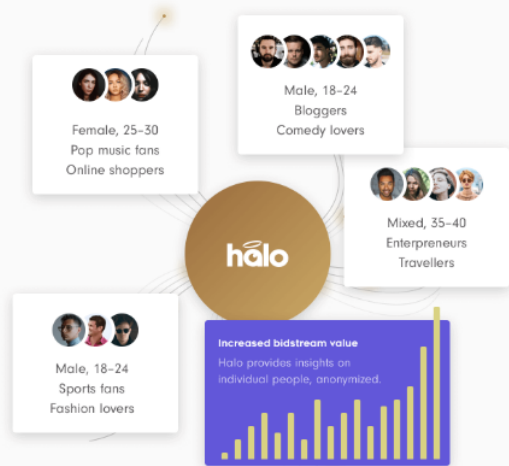 Male, 18-24
Bloggers
Comedy lovers
Female, 25-30
Pop music fans
Online shoppers
Mixed, 35-40
Enterpreneurs
Travellers
halo
Male, 18-24
Sports fans
Fashion lovers
Increased bidstream value
Halo provides insights on
individual people, anonymized.